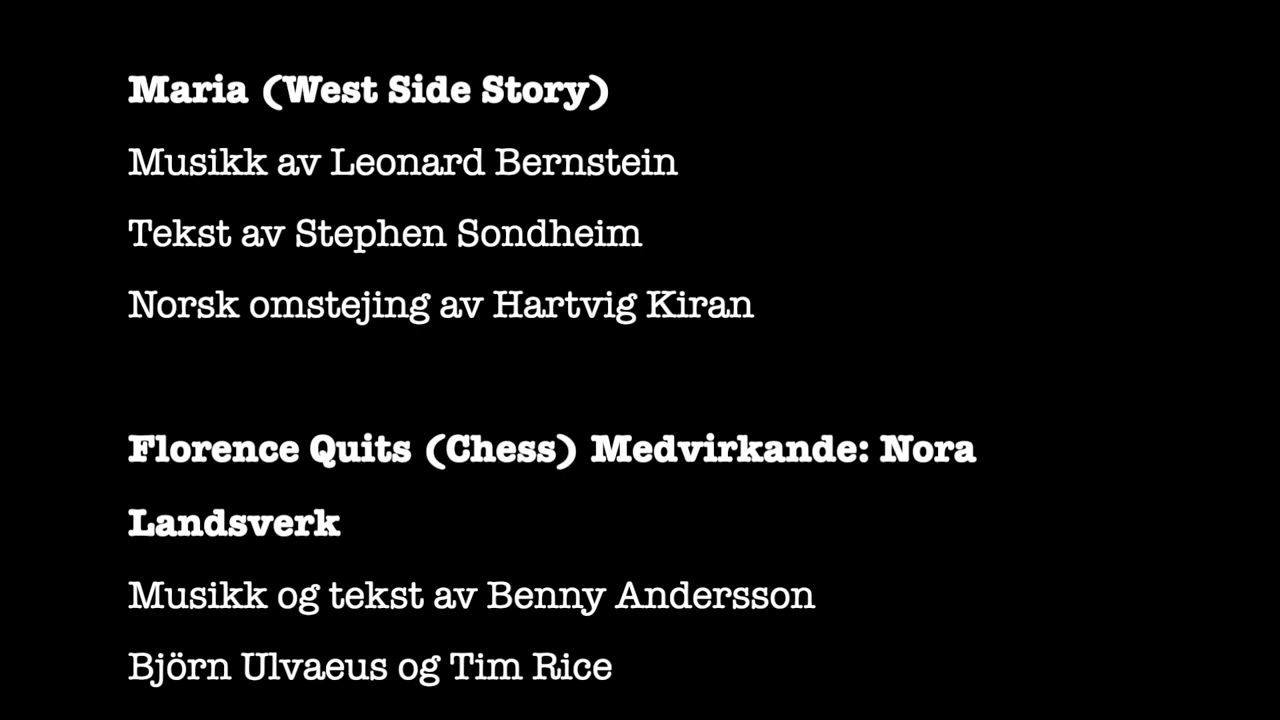 Maria (West Side Story)
Musikk av Leonard Bernstein
Tekst av Stephen Sondheim
Norsk omstejing av Hartvig Kiran
Florence Quits (Chess) Medvirkande: Nora
Landsverk
Musikk og tekst av Benny Andersson
Björn Ulvaeus og Tim Rice